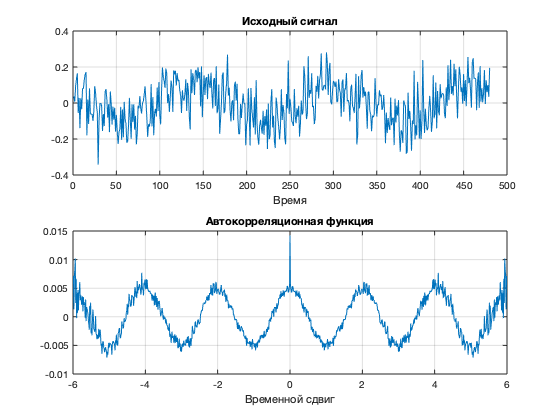 Исходный сигнал
0.4
0.2
0
-0.2
-0.4
0 50 100 150 200 250 300 350 400 450 500
Время
Автокорреляционная функция
0.015
0.01
0.005
0
-0.005
-0.01
-6 -4 -2 0 2 4 6
Временной сдвиг